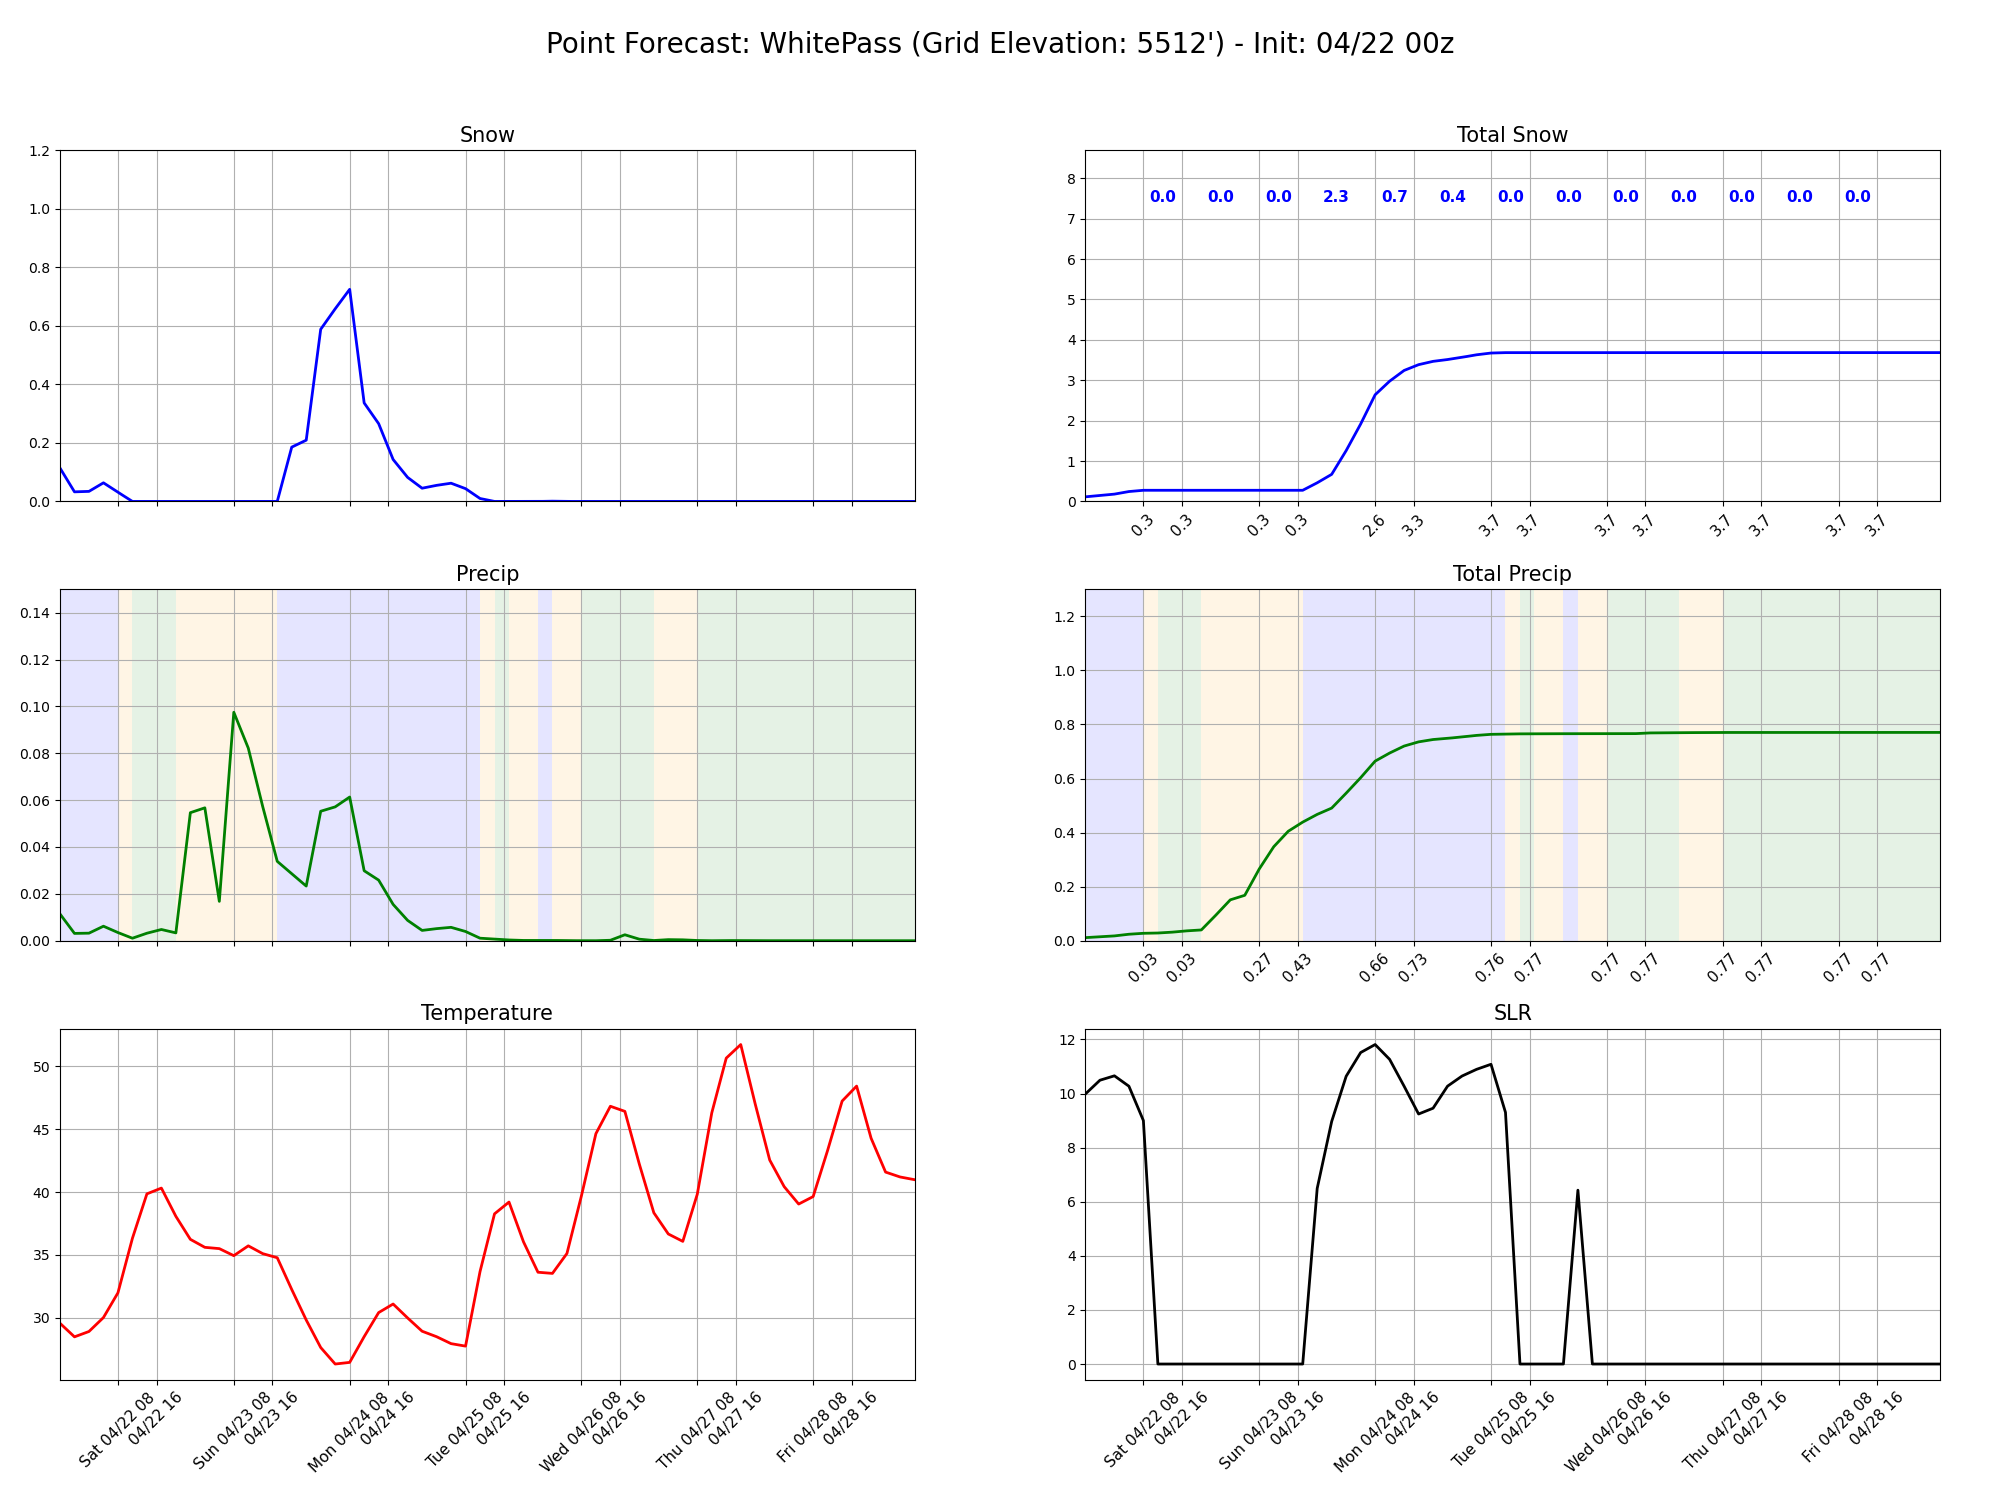 Point Forecast: WhitePass (Grid Elevation: 5512') - Init: 04/22 00z
Snow
1.2
1.0
0.8
0.6
0.4
0.2
0.0
Total Snow
8
7
6
5
4
3
2
1
0
0.0 0.0 0.0 2.3 0.7 0.4 0.0 0.0 0.0 0.0 0.0 0.0 0.0
0.3 0.3 0.3 0.3 2.6 3.3 3.7 3.7 3.7 3.7 3.7 3.7 3.7 3.7
Precip
0.14
0.12
0.10
0.08
0.06
0.04
0.02
0.00
Total Precip
1.2
1.0
0.8
0.6
0.4
0.2
0.0
0.03 0.03 0.27 0.43 0.66 0.73 0.76 0.77 0.77 0.77 0.77 0.77 0.77 0.77
Temperature
50
45
40
35
30
Sat 04/22 08
04/22 16
Sun 04/23 08
04/23 16
Mon 04/24 08
04/24 16
Tue 04/25 08
04/25 16
Wed 04/26 08
04/26 16
Thu 04/27 08
04/27 16
Fri 04/28 08
04/28 16
SLR
12
10
8
6
4
2
0
Sat 04/22 08
04/22 16
Sun 04/23 08
04/23 16
Mon 04/24 08
04/24 16
Tue 04/25 08
04/25 16
Wed 04/26 08
04/26 16
Thu 04/27 08
04/27 16
Fri 04/28 08
04/28 16